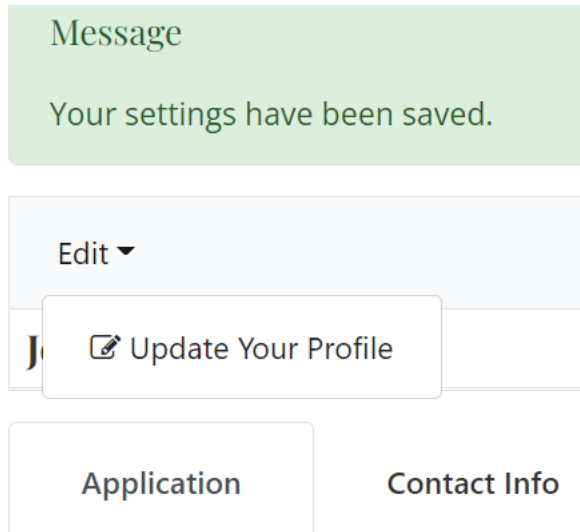 Message
Your settings have been saved.
Edit
Update Your Profile
Application
Contact Info